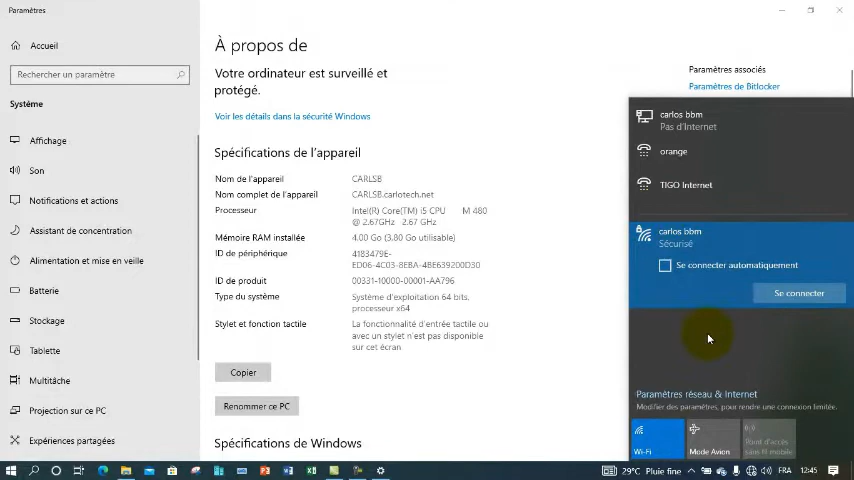 Paramètres
Accueil
Rechercher un paramètre
Système
Affichage
Son
Notifications et actions
Assistant de concentration
Alimentation et mise en veille
Batterie
Stockage
Tablette
Multitâche
Projection sur ce PC
Expériences partagées
À propos de
Votre ordinateur est surveillé et
protégé.
Voir les détails dans la sécurité Windows
Spécifications de l'appareil
Nom de l'appareil CARLSB
Nom complet de l'appareil CARLSB.carlotech.net
Processeur Intel(R) Core(TM) i5 CPU M 480
@ 2.67GHz 2.67 GHz
Mémoire RAM installée 4.00 Go (3.80 Go utilisable)
ID de périphérique 4183479E-
ED06-4C03-8EBA-4BE639200D30
ID de produit 00331-10000-00001-AA796
Type du système Système d'exploitation 64 bits,
processeur x64
Stylet et fonction tactile La fonctionnalité d'entrée tactile ou
avec un stylet n'est pas disponible
sur cet écran
Copier
Renommer ce PC
Spécifications de Windows
Paramètres associés
Paramètres de Bitlocker
carlos bbm
Pas d'Internet
orange
TIGO Internet
carlos bbm
Sécurisé
Se connecter automatiquement
Se connecter
Paramètres réseau & Internet
Modifier des paramètres, pour rendre une connexion limitée.
Wi-Fi
Mode Avion
Point d'accès
sans fil mobile
29°C Pluie fine
FRA
12:45